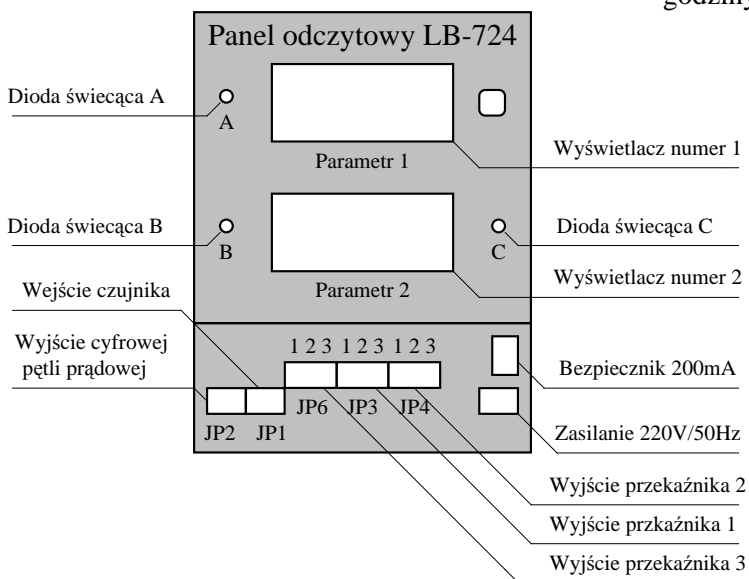 godziny
Panel odczytowy LB-724
Dioda świecąca A
A
Parametr 1
Wyświetlacz numer 1
Dioda świecąca B
B
Dioda świecąca C
C
Parametr 2
Wyświetlacz numer 2
Wejście czujnika
Wyjście cyfrowej
pętli prądowej
1 2 3 1 2 3 1 2 3
Bezpiecznik 200mA
JP6 JP3 JP4
JP2 JP1
Zasilanie 220V/50Hz
Wyjście przekaźnika 2
Wyjście przkaźnika 1
Wyjście przekaźnika 3